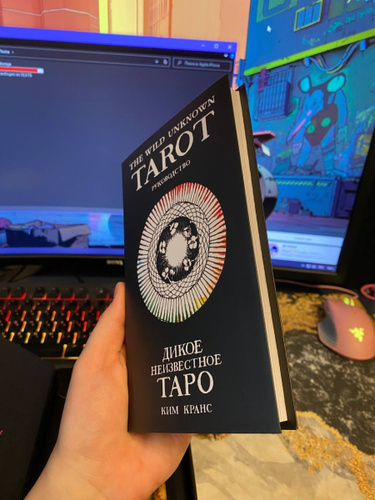 THE WILD UNKNOWN
TAROT
РУКОВОДСТВО
ДИКОЕ
НЕИЗВЕСТНОЕ
ТАРО
КИМ КРАНС